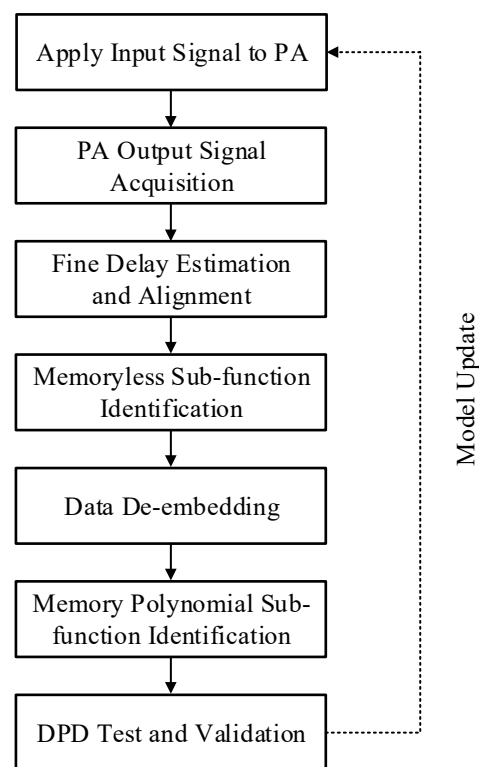 Apply Input Signal to PA
PA Output Signal
Acquisition
Fine Delay Estimation
and Alignment
Memoryless Sub-function
Identification
Data De-embedding
Memory Polynomial Sub-
function Identification
DPD Test and Validation
Model Update